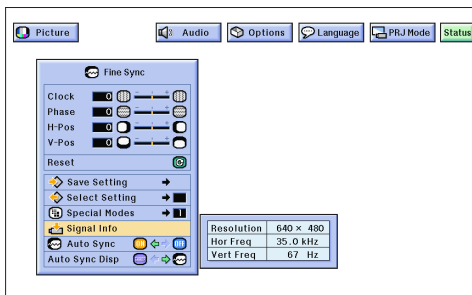 Picture
Audio
Options
Language
PRJ Mode
Status
Fine Sync
Clock 0
Phase 0
H-Pos 0
V-Pos 0
Reset
Save Setting
Select Setting
Special Modes 1
Signal Info
Auto Sync
Auto Sync Disp
Resolution 640 × 480
Hor Freq 35.0 kHz
Vert Freq 67 Hz